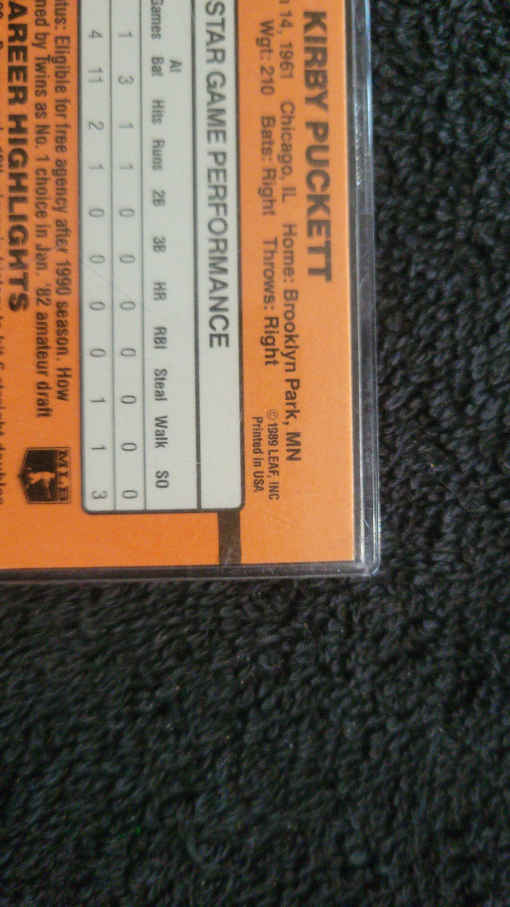 KIRBY PUCKETT
14, 1961 Chicago, IL Home: Brooklyn Park, MN
Wgt: 210 Bats: Right Throws: Right
© 1989 LEAF, INC
Printed in USA
STAR GAME PERFORMANCE
At
Games Bat Hits Runs 2B 3B HR RBI Steal Walk SO
1 3 1 1 0 0 0 0 0 0 0
4 11 2 1 0 0 0 0 1 1 3
tus: Eligible for free agency after 1990 season. How
ned by Twins as No. 1 choice in Jan. '82 amateur draft
AREER HIGHLIGHTS
MLB